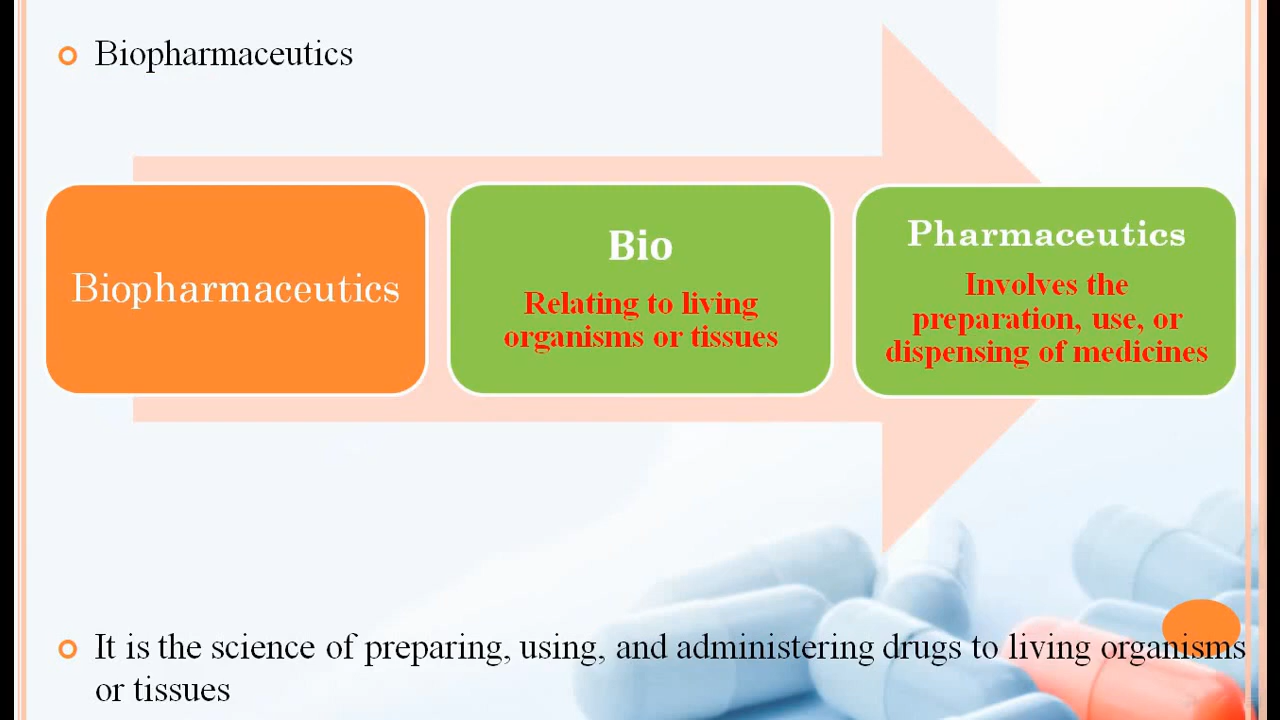 Biopharmaceutics
Biopharmaceutics
Bio
Relating to living
organisms or tissues
Pharmaceutics
Involves the
preparation, use, or
dispensing of medicines
It is the science of preparing, using, and administering drugs to living organisms
or tissues